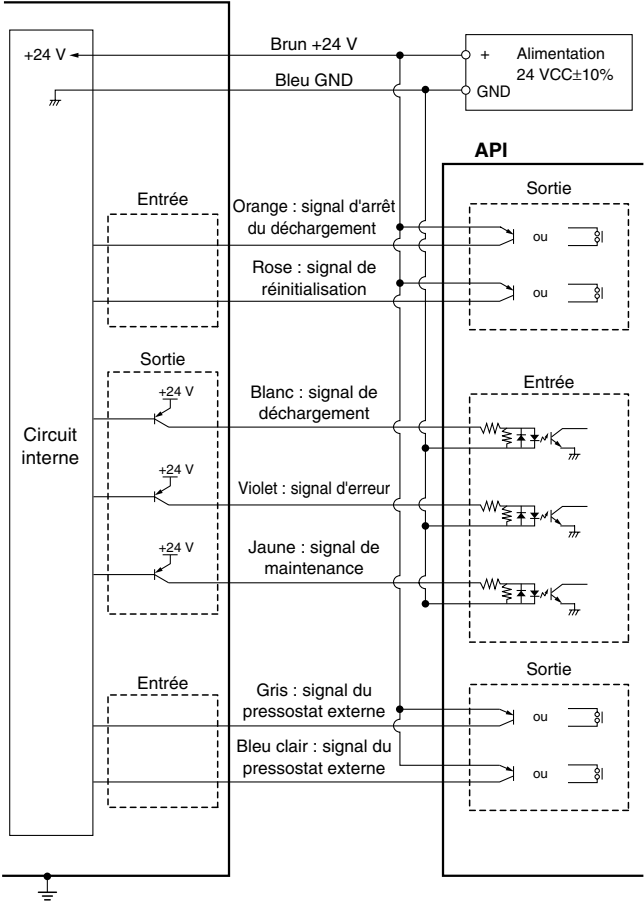 +24 V
Brun +24 V
+ Alimentation
24 VCC±10%
Bleu GND
GND
API
Entrée
Sortie
Orange : signal d'arrêt
du déchargement
ou
Rose : signal de
réinitialisation
ou
Sortie
Entrée
+24 V
Blanc : signal de
déchargement
Circuit
interne
+24 V
Violet : signal d'erreur
+24 V
Jaune : signal de
maintenance
Entrée
Sortie
Gris : signal du
pressostat externe
ou
Bleu clair : signal du
pressostat externe
ou